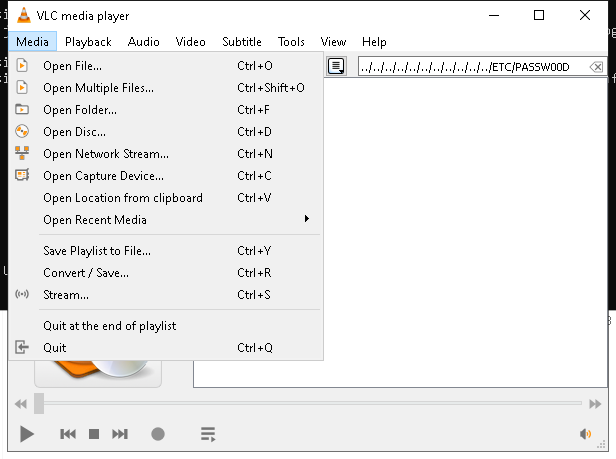 VLC media player
Media Playback Audio Video Subtitle Tools View Help
../../../../../../../../../../../ETC/PASSW00D
Open File... Ctrl+O
Open Multiple Files... Ctrl+Shift+O
Open Folder... Ctrl+F
Open Disc... Ctrl+D
Open Network Stream... Ctrl+N
Open Capture Device... Ctrl+C
Open Location from clipboard Ctrl+V
Open Recent Media
Save Playlist to File... Ctrl+Y
Convert / Save... Ctrl+R
Stream... Ctrl+S
Quit at the end of playlist
Quit Ctrl+Q